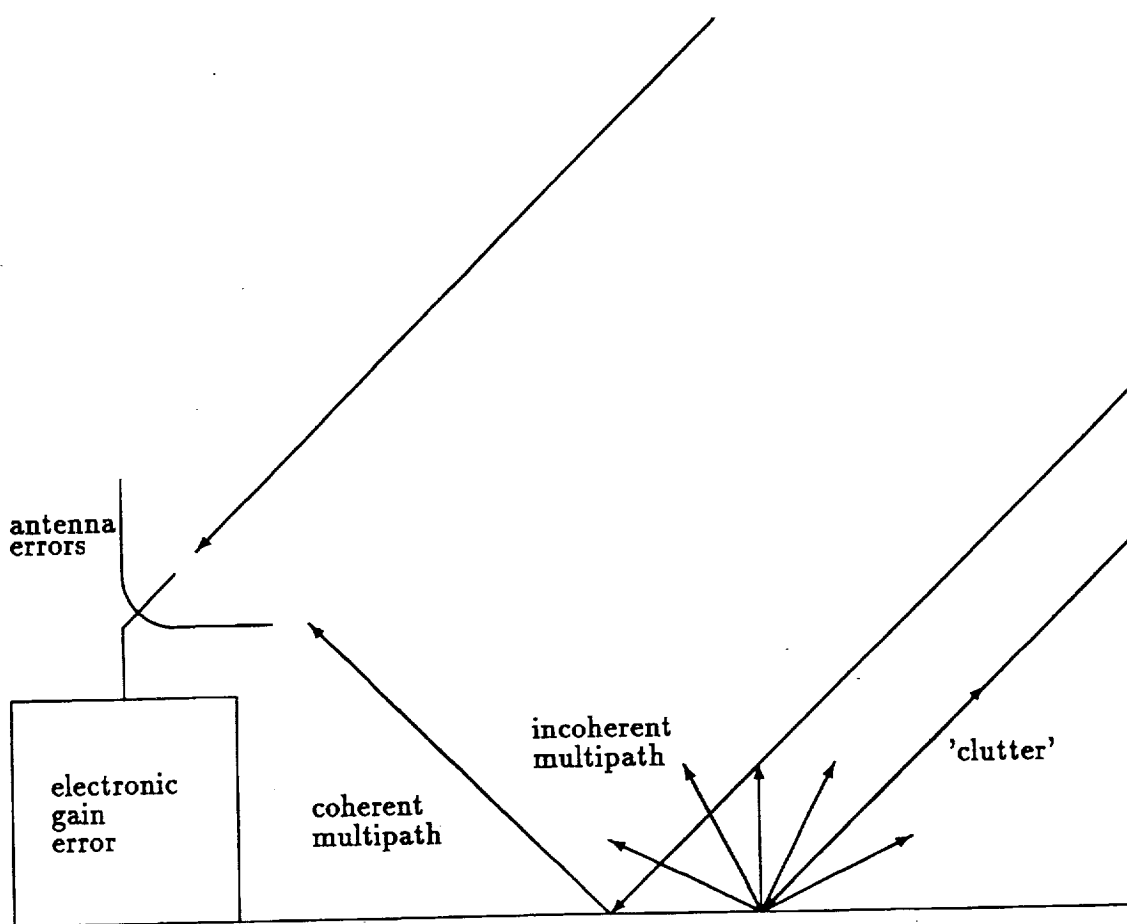 antenna
errors
incoherent
multipath
'clutter'
electronic
gain
error
coherent
multipath